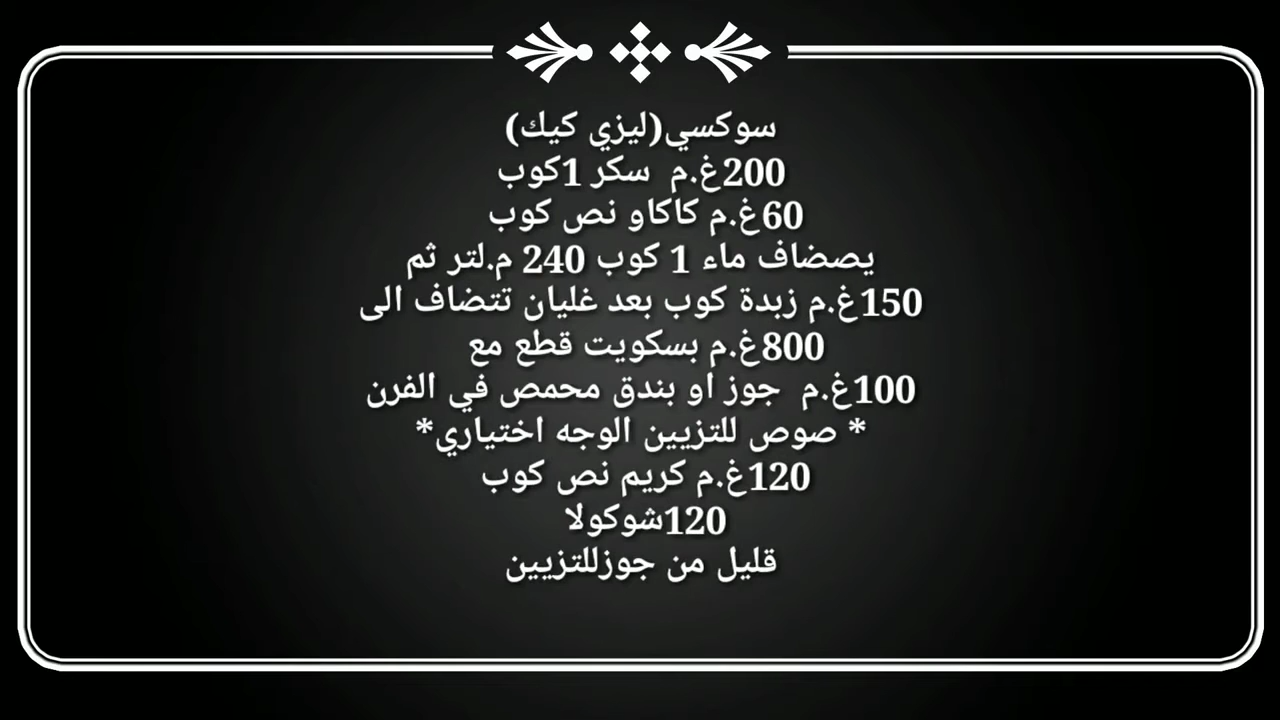 سوكسي(ليزي كيك)
200غ.م سكر 1كوب
60غ.م كاكاو نص كوب
يصضاف ماء 1 كوب 240 م.لتر ثم
150غ.م زبدة كوب بعد غليان تتضاف الى
800غ.م بسكويت قطع مع
100غ.م جوز او بندق محمص في الفرن
* صوص للتزيين الوجه اختياري*
120غ.م كريم نص كوب
120شوكولا
قليل من جوزللتزيين